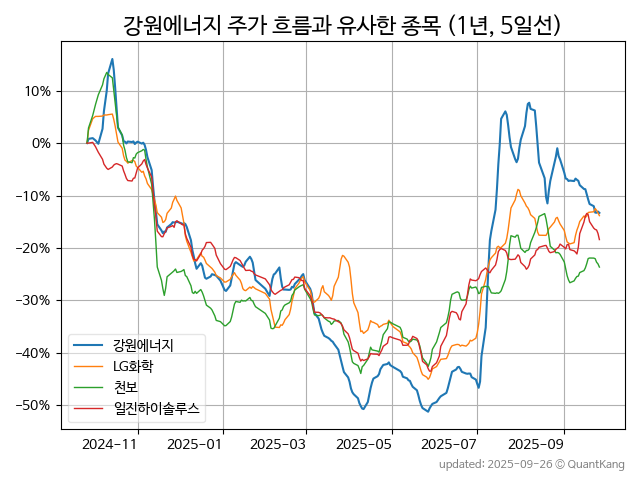 강원에너지 주가 흐름과 유사한 종목 (1년, 5일선)
10%
0%
−10%
−20%
−30%
−40%
−50%
강원에너지
LG화학
천보
일진하이솔루스
2024-11 2025-01 2025-03 2025-05 2025-07 2025-09
updated: 2025-09-26 © QuantKang